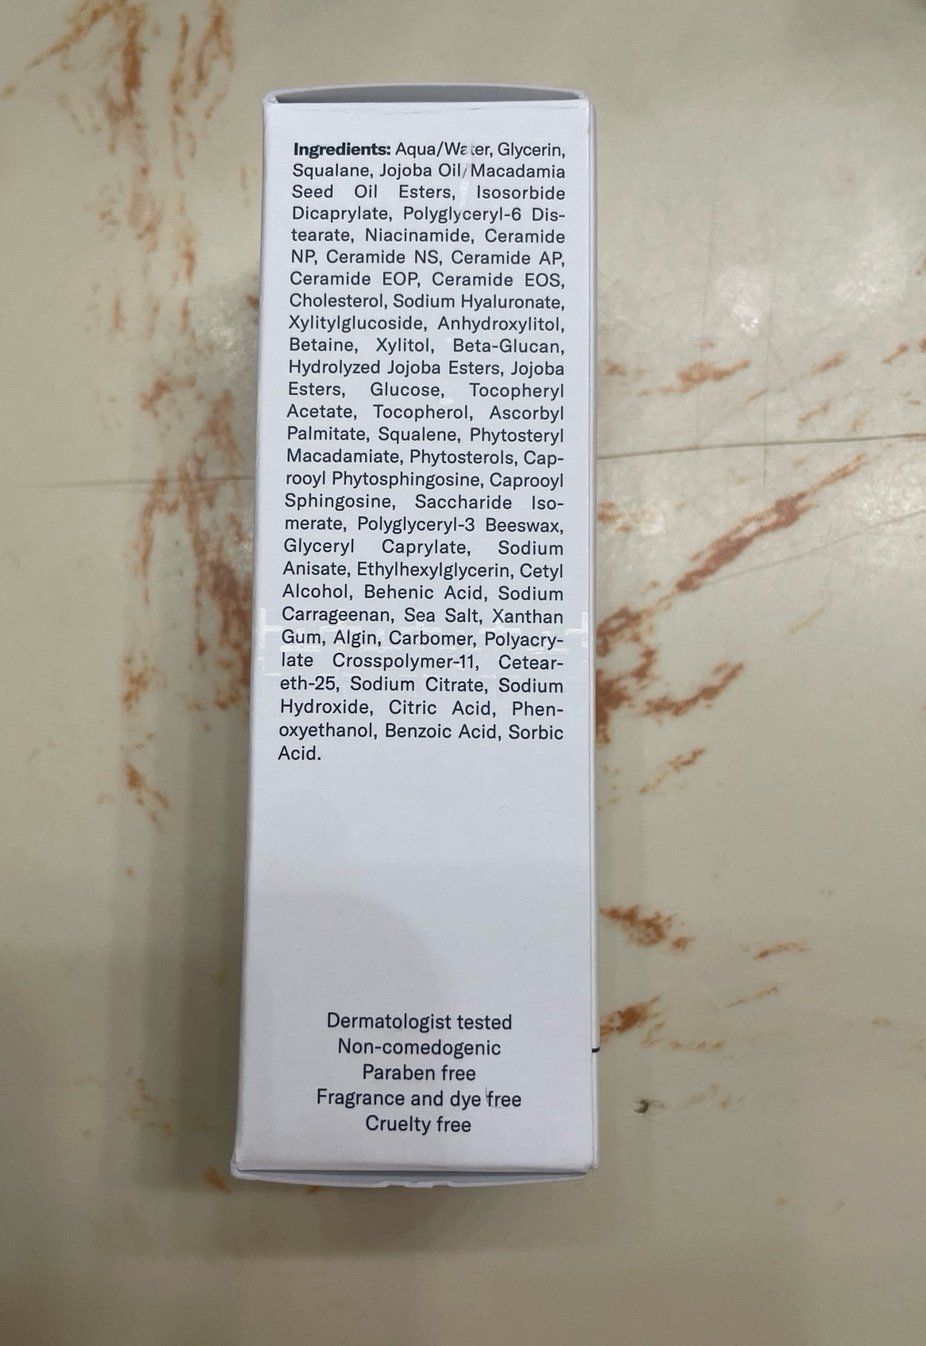 Ingredients: Aqua/Water, Glycerin,
Squalane, Jojoba Oil/Macadamia
Seed Oil Esters, Isosorbide
Dicaprylate, Polyglyceryl-6 Dis-
tearate, Niacinamide, Ceramide
NP, Ceramide NS, Ceramide AP,
Ceramide EOP, Ceramide EOS,
Cholesterol, Sodium Hyaluronate,
Xylitylglucoside, Anhydroxylitol,
Betaine, Xylitol, Beta-Glucan,
Hydrolyzed Jojoba Esters, Jojoba
Esters, Glucose, Tocopheryl
Acetate, Tocopherol, Ascorbyl
Palmitate, Squalene, Phytosteryl
Macadamiate, Phytosterols, Cap-
rooyl Phytosphingosine, Caprooyl
Sphingosine, Saccharide Iso-
merate, Polyglyceryl-3 Beeswax,
Glyceryl Caprylate, Sodium
Anisate, Ethylhexylglycerin, Cetyl
Alcohol, Behenic Acid, Sodium
Carrageenan, Sea Salt, Xanthan
Gum, Algin, Carbomer, Polyacry-
late Crosspolymer-11, Cetear-
eth-25, Sodium Citrate, Sodium
Hydroxide, Citric Acid, Phen-
oxyethanol, Benzoic Acid, Sorbic
Acid.
Dermatologist tested
Non-comedogenic
Paraben free
Fragrance and dye free
Cruelty free